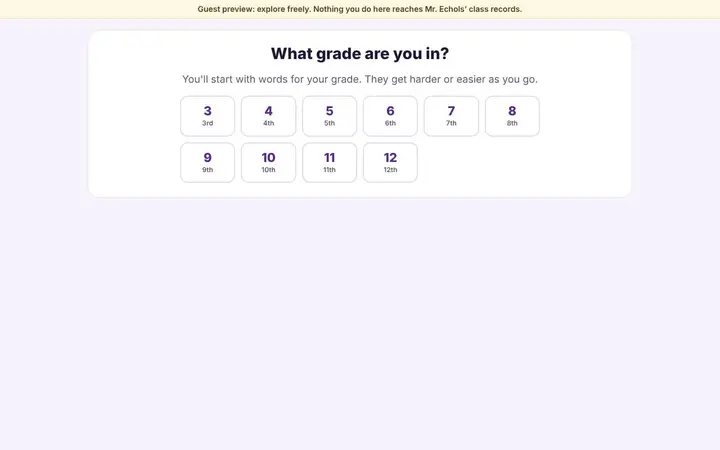 Guest preview: explore freely. Nothing you do here reaches Mr. Echols' class records.
What grade are you in?
You'll start with words for your grade. They get harder or easier as you go.
3 4 5 6 7 8
3rd 4th 5th 6th 7th 8th
9 10 11 12
9th 10th 11th 12th